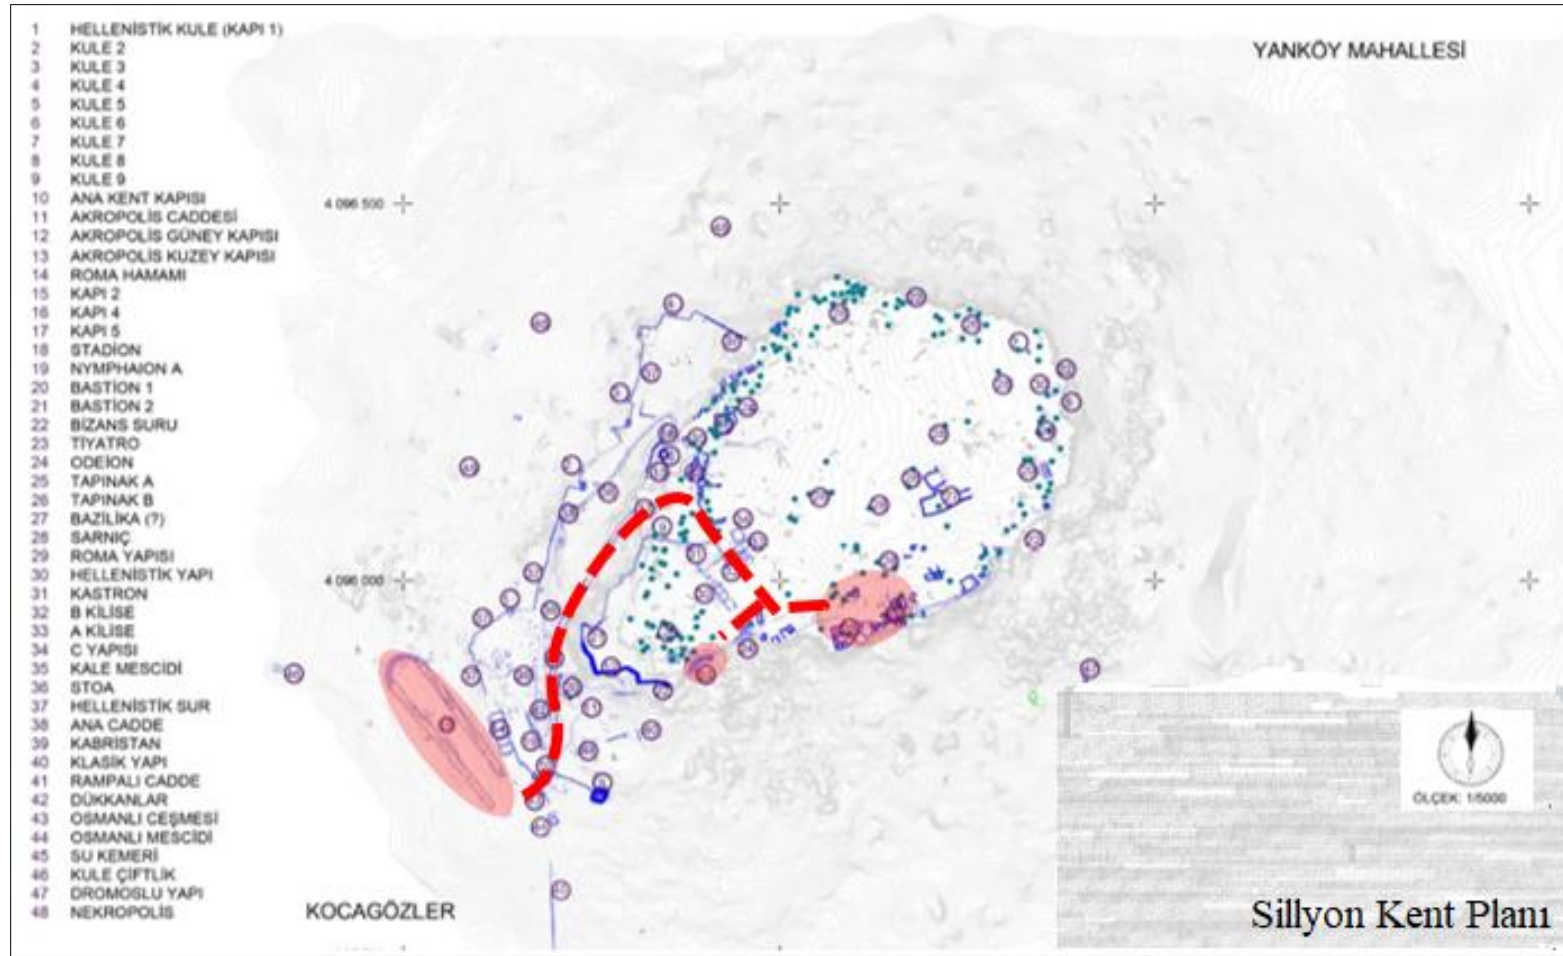 1 HELLENİSTİK KULE (KAPI 1)
2 KULE 2
3 KULE 3
4 KULE 4
5 KULE 5
6 KULE 6
7 KULE 7
8 KULE 8
9 KULE 9
10 ANA KENT KAPISI
11 AKROPOLİS CADDESİ
12 AKROPOLİS GÜNEY KAPISI
13 AKROPOLİS KUZEY KAPISI
14 ROMA HAMAMI
15 KAPI 2
16 KAPI 4
17 KAPI 5
18 STADİON
19 NYMPHAION A
20 BASTİON 1
21 BASTİON 2
22 BİZANS SURU
23 TİYATRO
24 ODEİON
25 TAPINAK A
26 TAPINAK B
27 BAZİLİKA (?)
28 SARNIÇ
29 ROMA YAPISI
30 HELLENİSTİK YAPI
31 KASTRON
32 B KİLİSE
33 A KİLİSE
34 C YAPISI
35 KALE MESCİDİ
36 STOA
37 HELLENİSTİK SUR
38 ANA CADDE
39 KABRİSTAN
40 KLASİK YAPI
41 RAMPALI CADDE
42 DÜKKANLAR
43 OSMANLI ÇEŞMESİ
44 OSMANLI MESCİDİ
45 SU KEMERİ
46 KULE ÇİFTLİK
47 DROMOSLU YAPI
48 NEKROPOLİS
YANKÖY MAHALLESİ
4 096 500
4 096 000
KOCAGÖZLER
ÖLÇEK: 1/5000
Sillyon Kent Planı